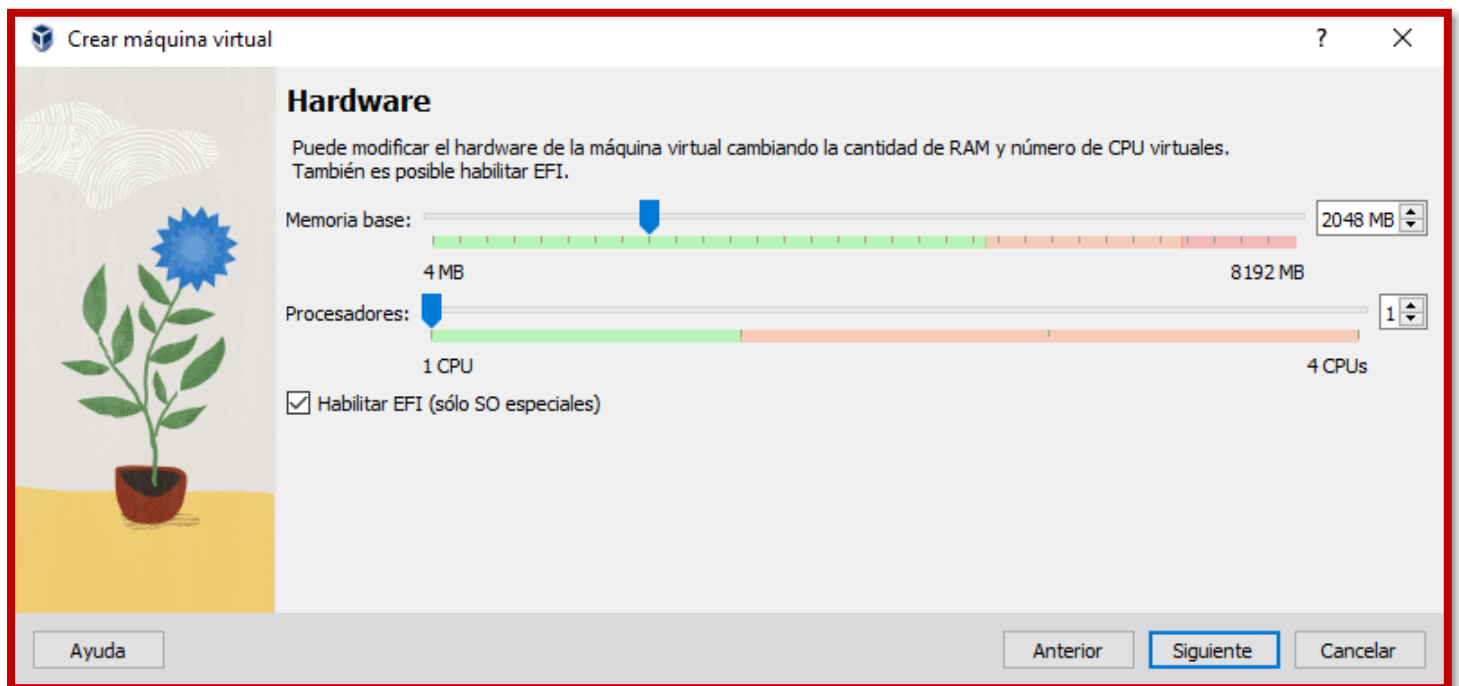 Crear máquina virtual
?
Hardware
Puede modificar el hardware de la máquina virtual cambiando la cantidad de RAM y número de CPU virtuales.
También es posible habilitar EFI.
Memoria base:
2048 MB
4 MB
8192 MB
Procesadores:
1
1 CPU
4 CPUs
Habilitar EFI (sólo SO especiales)
Ayuda
Anterior
Siguiente
Cancelar